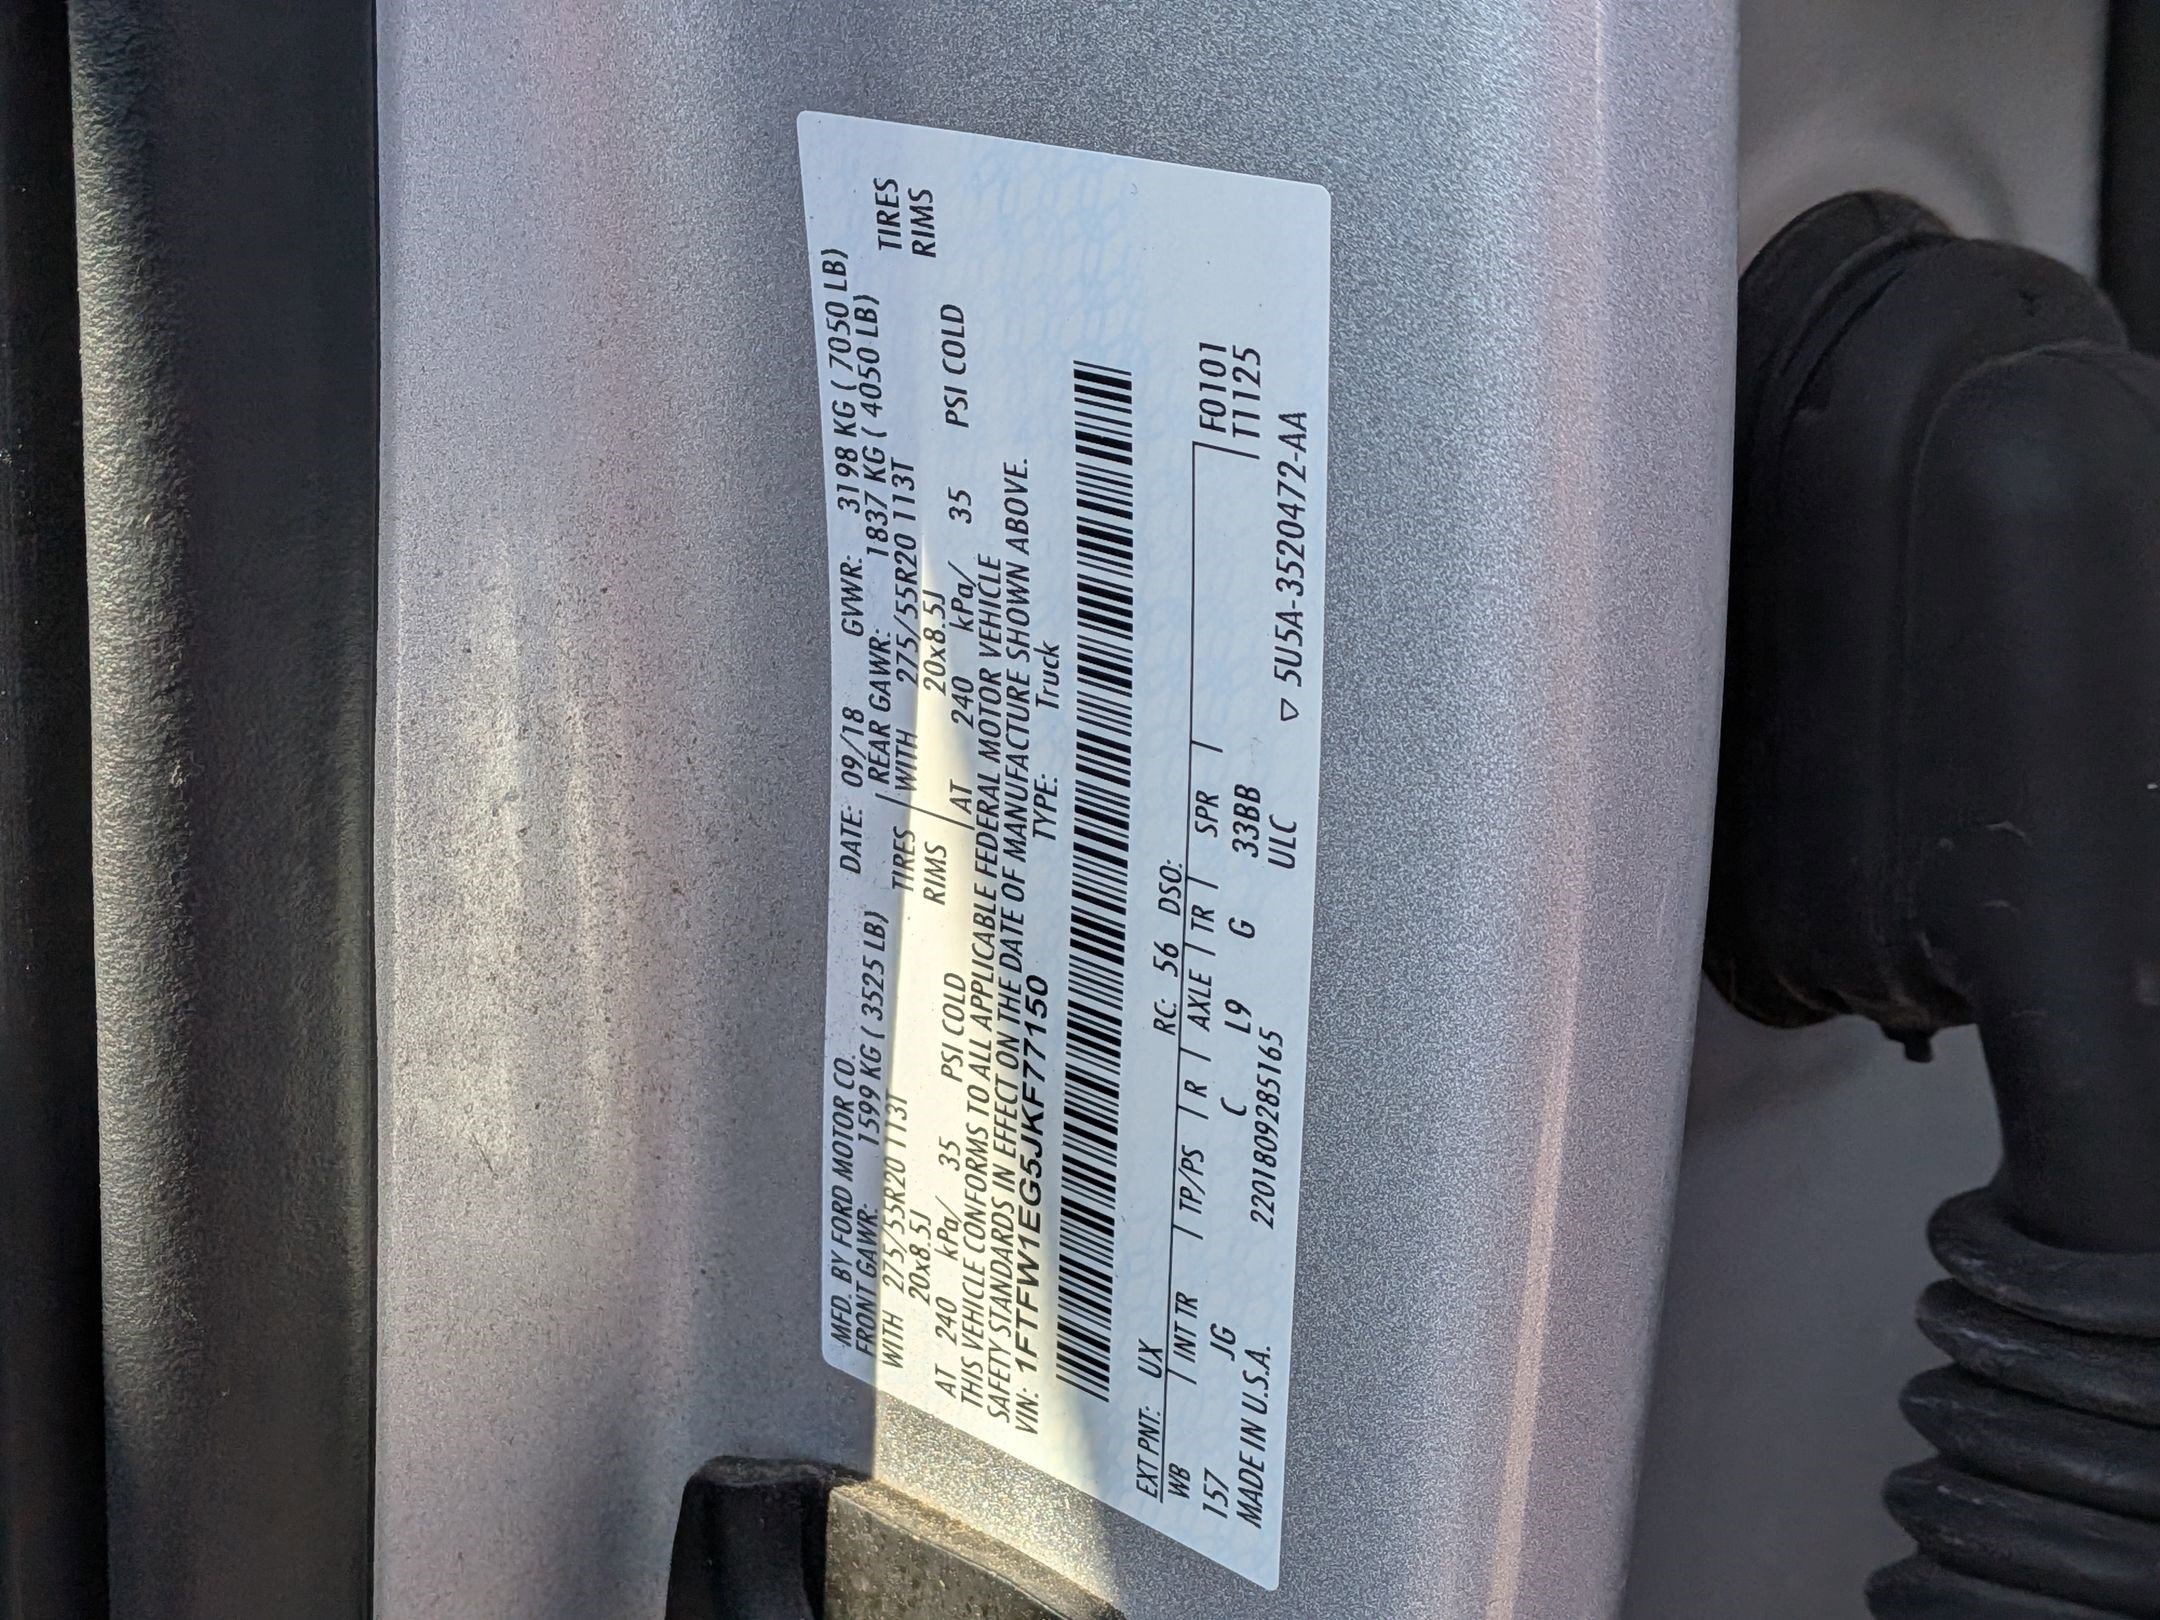 MFD. BY FORD MOTOR CO. DATE: 09/18 GVWR: 3198 KG ( 7050 LB)
FRONT GAWR: 1599 KG ( 3525 LB) REAR GAWR: 1837 KG ( 4050 LB)
WITH 275/55R20 113T TIRES WITH 275/55R20 113T TIRES
20x8.5J RIMS 20x8.5J RIMS
AT 240 kPa/ 35 PSI COLD AT 240 kPa/ 35 PSI COLD
THIS VEHICLE CONFORMS TO ALL APPLICABLE FEDERAL MOTOR VEHICLE
SAFETY STANDARDS IN EFFECT ON THE DATE OF MANUFACTURE SHOWN ABOVE.
VIN: 1FTFW1EG5JKF77150 TYPE: Truck
EXT PNT: UX RC: 56 DSO:
WB INT TR TP/PS R AXLE TR SPR F0101
157 JG C L9 G 33BB T1125
MADE IN U.S.A. 2201809285165 ULC ▽ 5U5A-3520472-AA